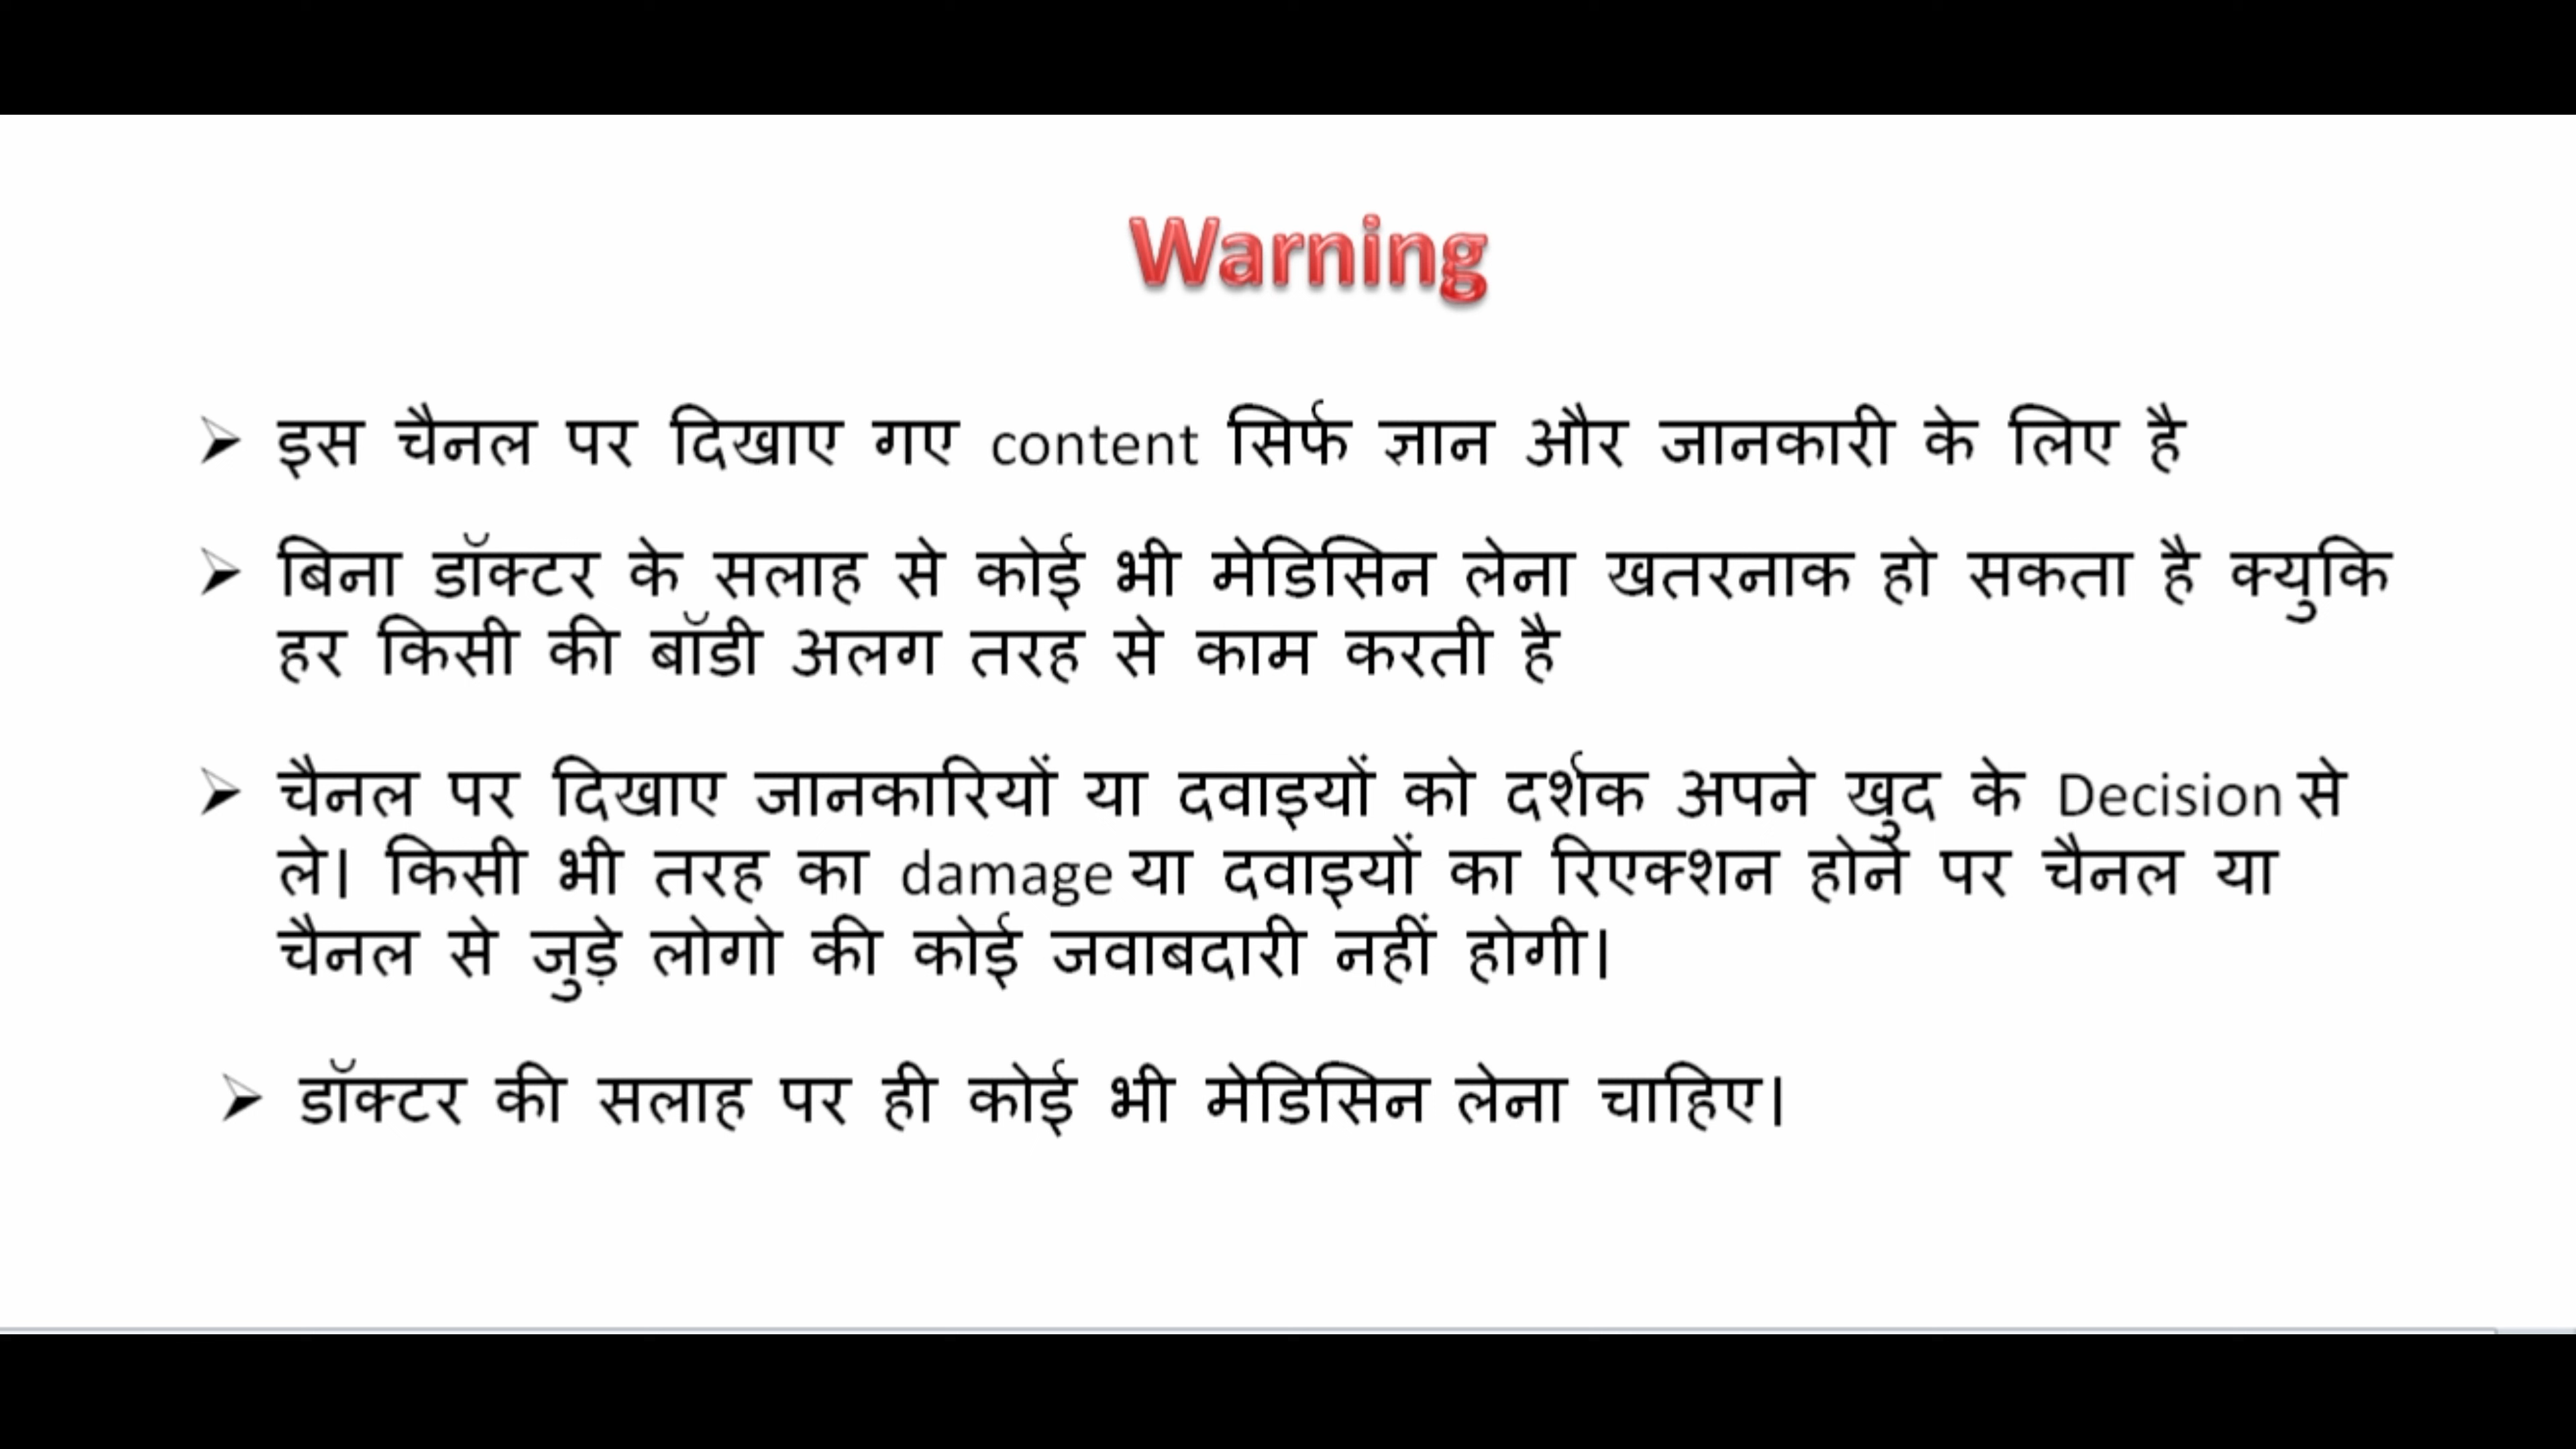 Warning
➢ इस चैनल पर दिखाए गए content सिर्फ ज्ञान और जानकारी के लिए है
➢ बिना डॉक्टर के सलाह से कोई भी मेडिसिन लेना खतरनाक हो सकता है क्युकि
हर किसी की बॉडी अलग तरह से काम करती है
➢ चैनल पर दिखाए जानकारियों या दवाइयों को दर्शक अपने खुद के Decision से
ले। किसी भी तरह का damage या दवाइयों का रिएक्शन होने पर चैनल या
चैनल से जुड़े लोगो की कोई जवाबदारी नहीं होगी।
➢ डॉक्टर की सलाह पर ही कोई भी मेडिसिन लेना चाहिए।